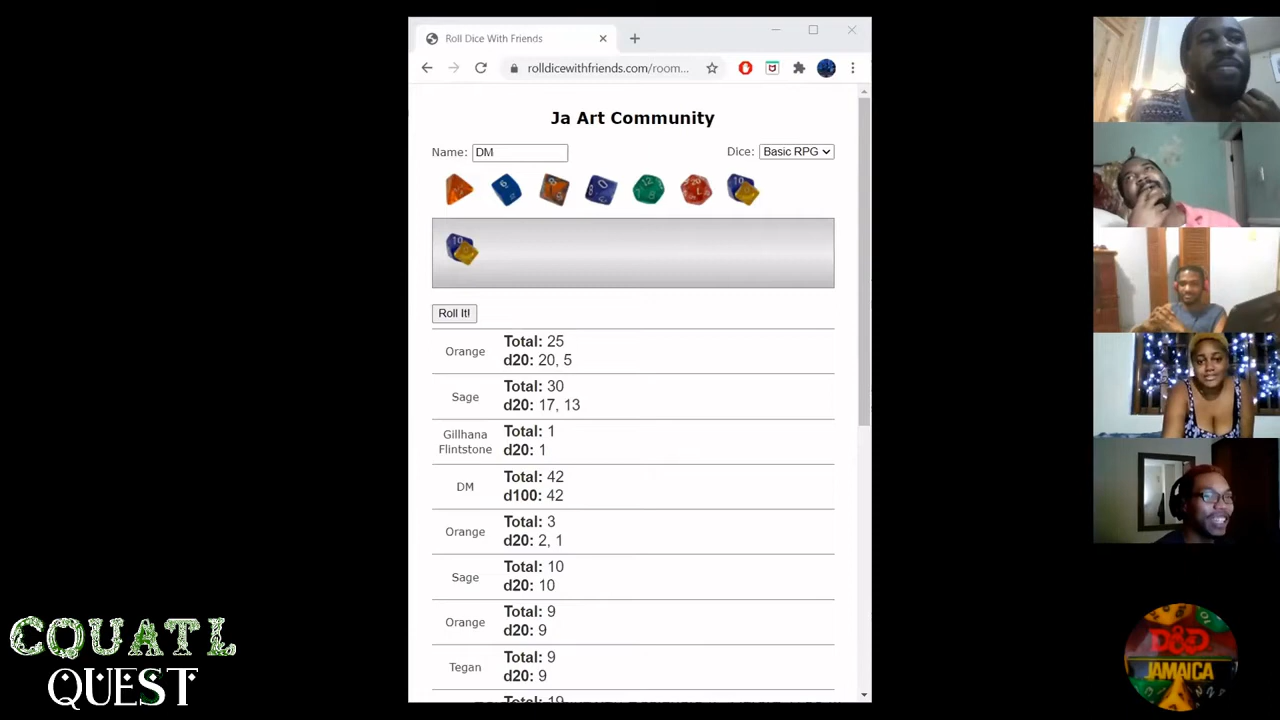 Roll Dice With Friends
rolldicewithfriends.com/room...
Ja Art Community
Name: DM
Dice: Basic RPG
Roll It!
Orange
Total: 25
d20: 20, 5
Sage
Total: 30
d20: 17, 13
Gillhana
Flintstone
Total: 1
d20: 1
DM
Total: 42
d100: 42
Orange
Total: 3
d20: 2, 1
Sage
Total: 10
d20: 10
Orange
Total: 9
d20: 9
Tegan
Total: 9
d20: 9
Total: 19
COUATL
QUEST
D&D
JAMAICA